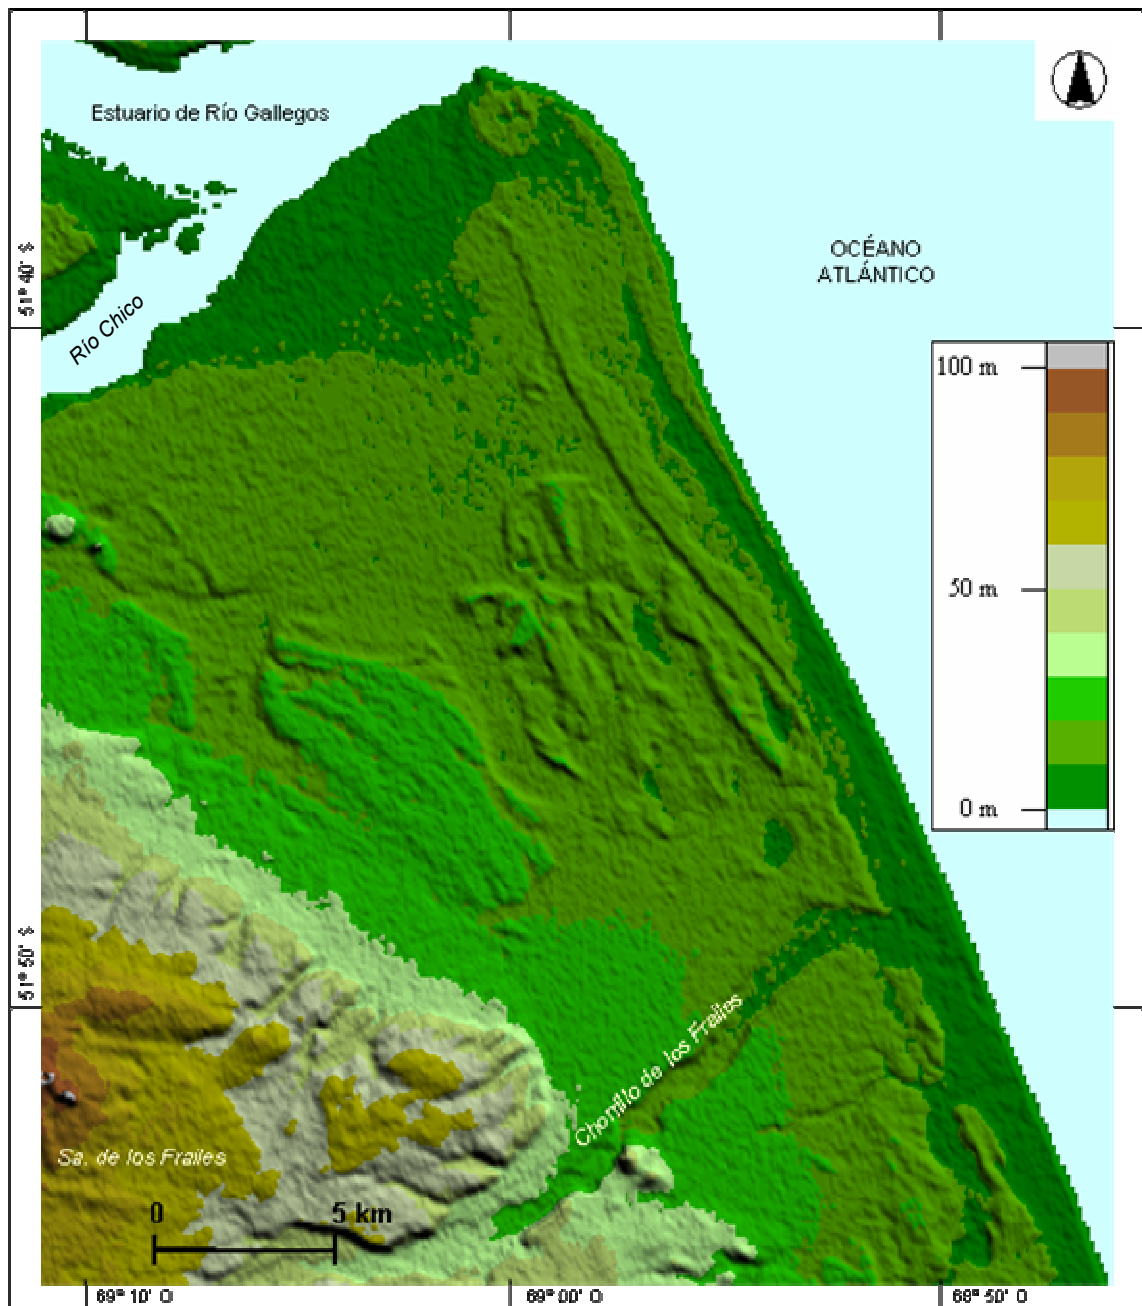 Estuario de Río Gallegos
OCÉANO
ATLÁNTICO
51° 40' S
Río Chico
100 m
50 m
0 m
51° 50' S
Chorrillo de los Frailes
Sa. de los Frailes
0 5 km
69° 10' O 69° 00' O 68° 50' O